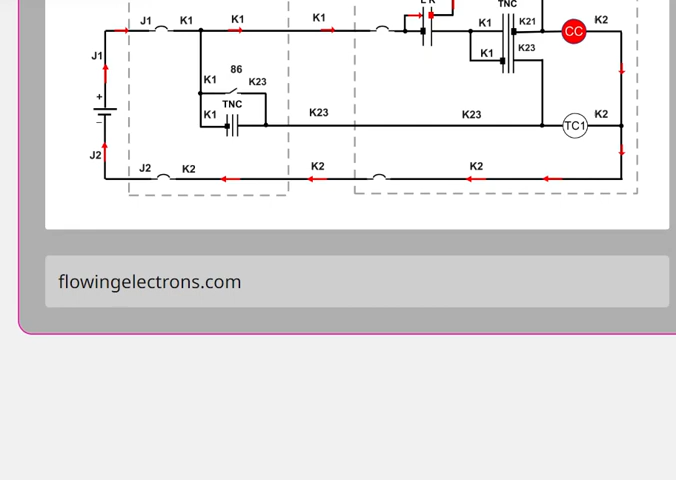 L R
TNC
J1 K1 K1 K1 K1 K21 CC K2
J1 K1 K23
86
K1 K23
+ TNC
K1 K23 K23 TC1 K2
−
J2 J2 K2 K2 K2
flowingelectrons.com